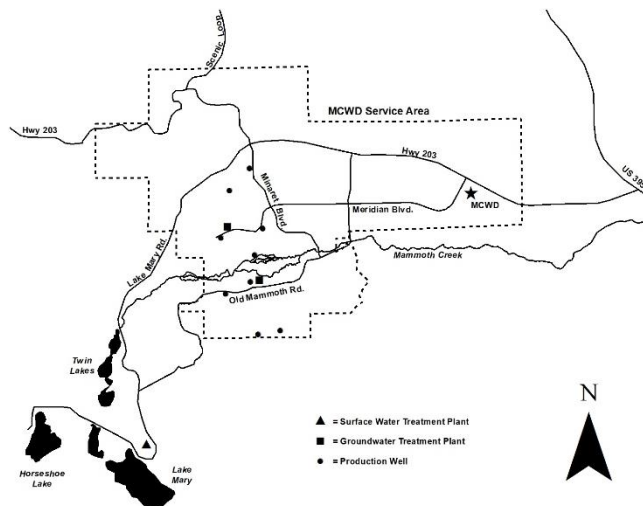 Scenic Loop
MCWD Service Area
Hwy 203
Hwy 203
US 395
Minaret Blvd
MCWD
Meridian Blvd.
Lake Mary Rd.
Mammoth Creek
Old Mammoth Rd.
Twin
Lakes
N
= Surface Water Treatment Plant
= Groundwater Treatment Plant
= Production Well
Horseshoe
Lake
Lake
Mary